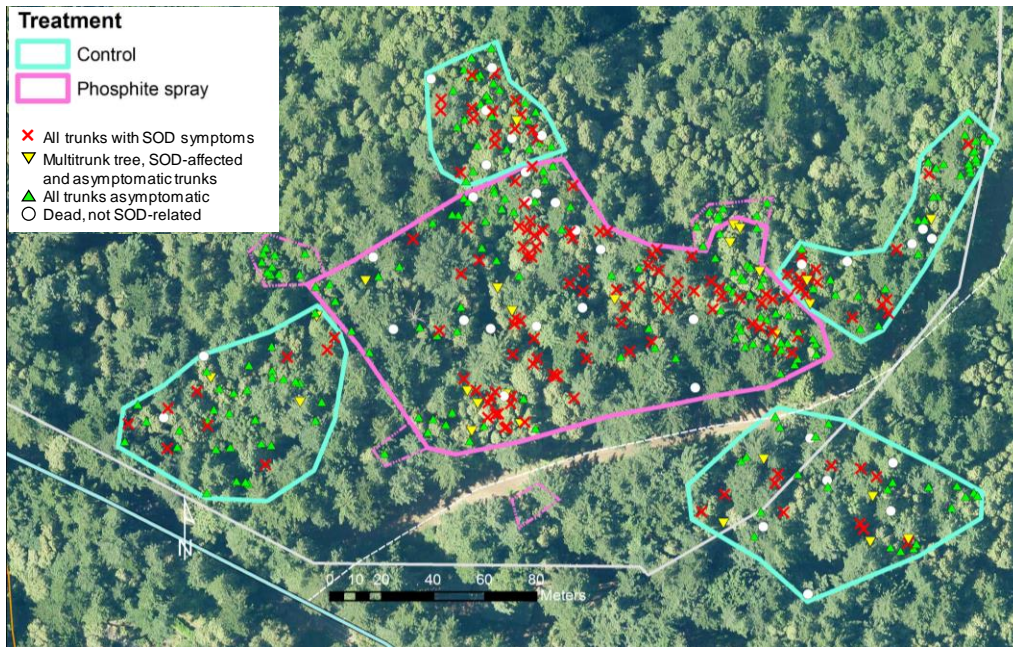 Treatment
Control
Phosphite spray
All trunks with SOD symptoms
Multitrunk tree, SOD-affected
and asymptomatic trunks
All trunks asymptomatic
Dead, not SOD-related
N
0 10 20 40 60 80
Meters